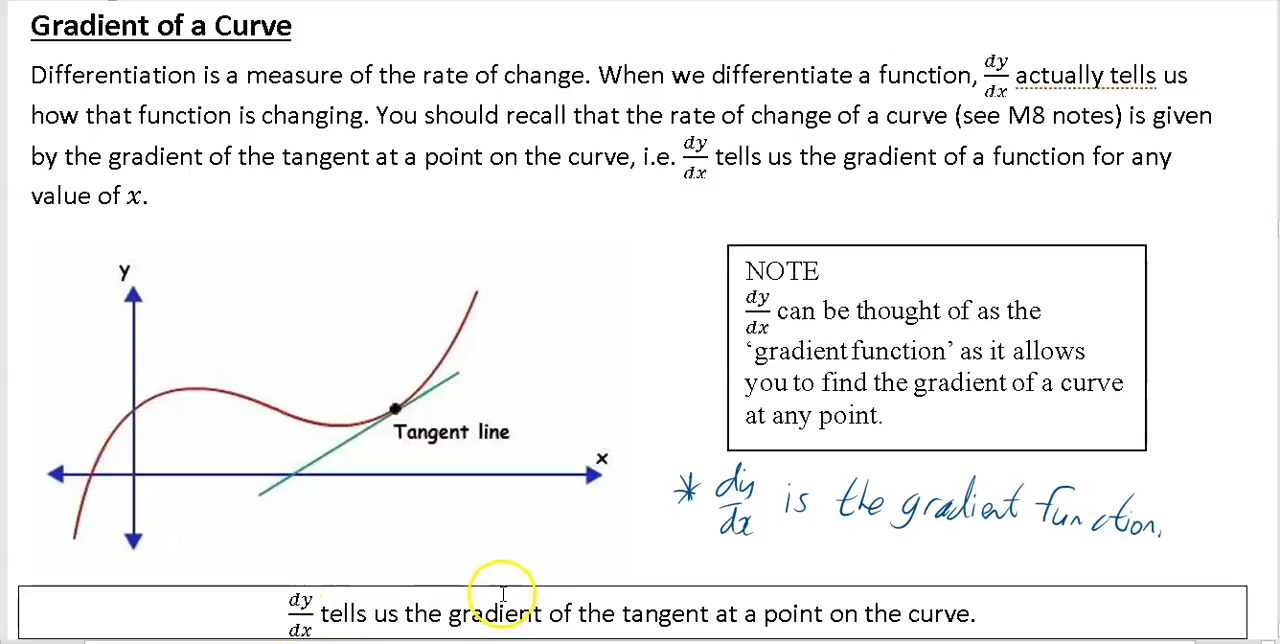 Gradient of a Curve
Differentiation is a measure of the rate of change. When we differentiate a function, dy/dx actually tells us
how that function is changing. You should recall that the rate of change of a curve (see M8 notes) is given
by the gradient of the tangent at a point on the curve, i.e. dy/dx tells us the gradient of a function for any
value of x.
y
Tangent line
x
NOTE
dy/dx can be thought of as the
‘gradient function’ as it allows
you to find the gradient of a curve
at any point.
* dy/dx is the gradient function.
dy/dx tells us the gradient of the tangent at a point on the curve.